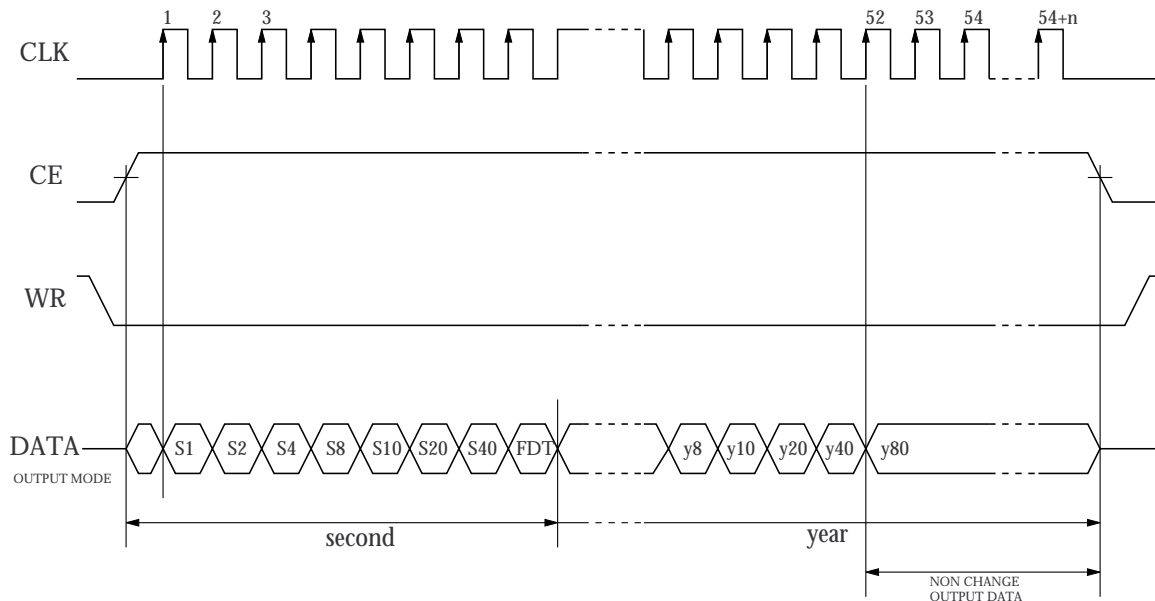 1 2 3 52 53 54 54+n
CLK
CE
WR
DATA S1 S2 S4 S8 S10 S20 S40 FDT y8 y10 y20 y40 y80
OUTPUT MODE
second year
NON CHANGE
OUTPUT DATA